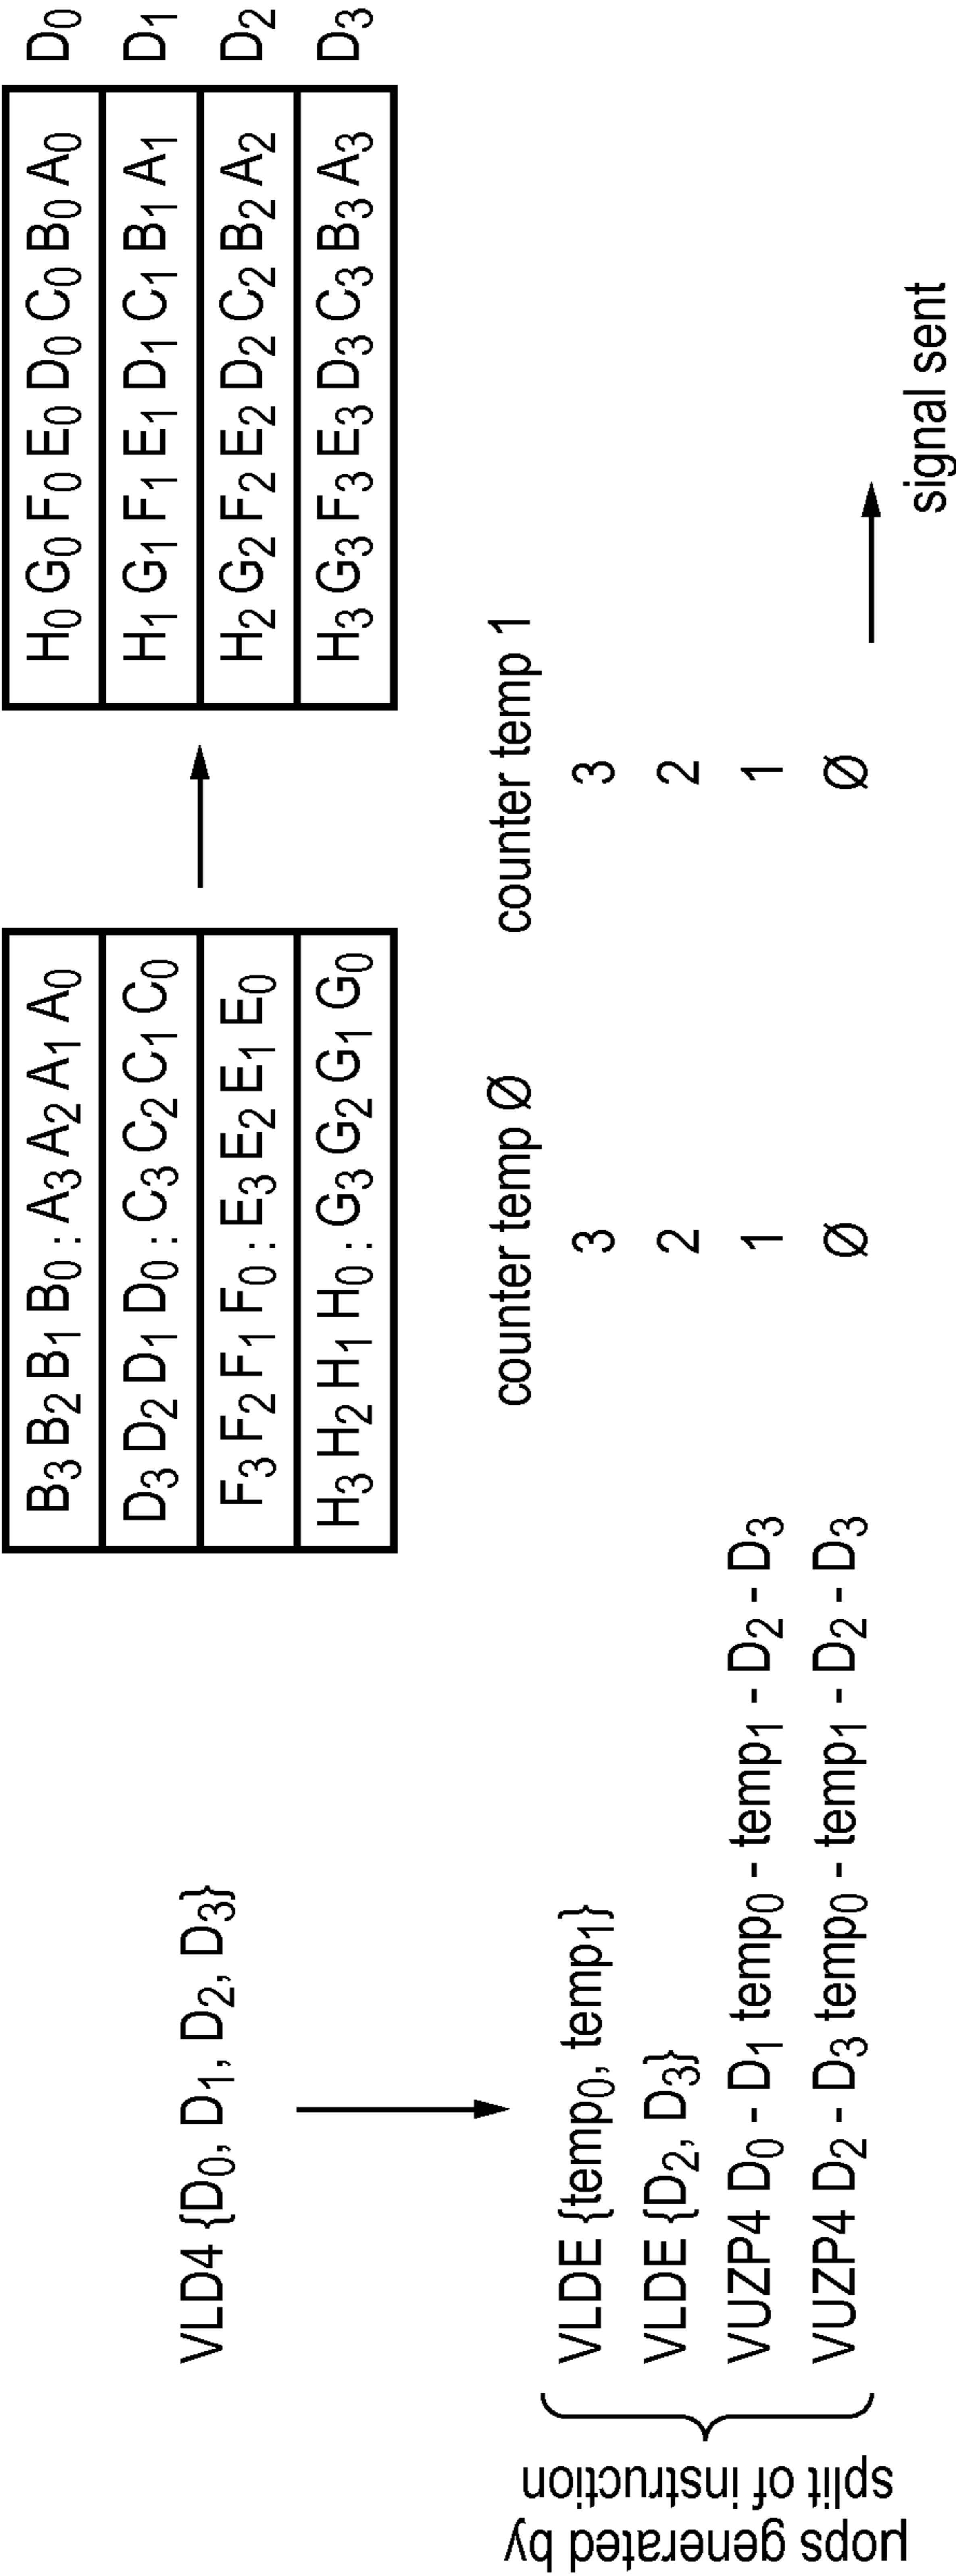 VLD4 {D0, D1, D2, D3}
B3 B2 B1 B0 : A3 A2 A1 A0
D3 D2 D1 D0 : C3 C2 C1 C0
F3 F2 F1 F0 : E3 E2 E1 E0
H3 H2 H1 H0 : G3 G2 G1 G0
H0 G0 F0 E0 D0 C0 B0 A0 D0
H1 G1 F1 E1 D1 C1 B1 A1 D1
H2 G2 F2 E2 D2 C2 B2 A2 D2
H3 G3 F3 E3 D3 C3 B3 A3 D3
µops generated by
split of instruction
counter temp Ø counter temp 1
VLDE {temp0, temp1} 3 3
VLDE {D2, D3} 2 2
VUZP4 D0 - D1 temp0 - temp1 - D2 - D3 1 1
VUZP4 D2 - D3 temp0 - temp1 - D2 - D3 Ø Ø
signal sent